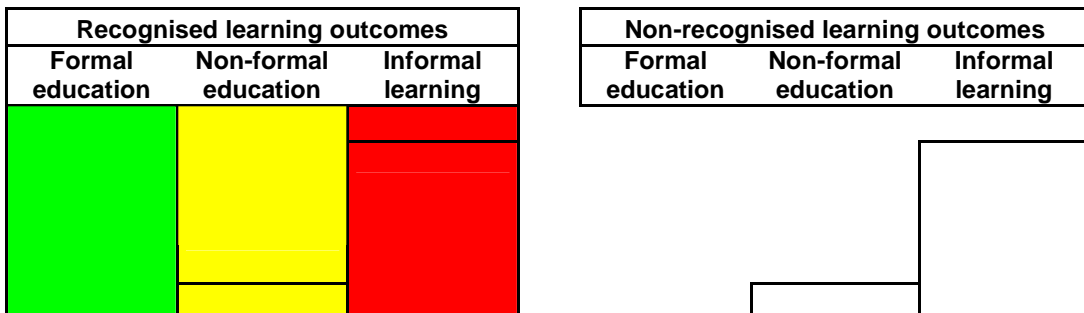 Recognised learning outcomes
Formal education
Non-formal education
Informal learning
Non-recognised learning outcomes
Formal education
Non-formal education
Informal learning